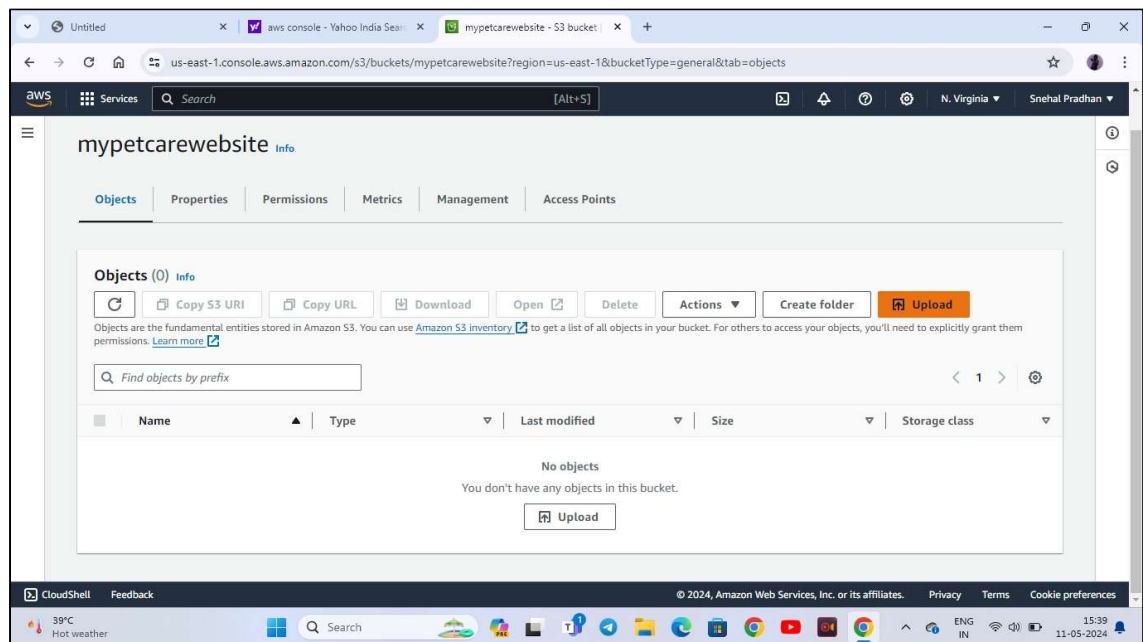 Untitled
aws console - Yahoo India Sear
mypetcarewebsite - S3 bucket
us-east-1.console.aws.amazon.com/s3/buckets/mypetcarewebsite?region=us-east-1&bucketType=general&tab=objects
aws Services Search [Alt+S] N. Virginia Snehal Pradhan
mypetcarewebsite Info
Objects Properties Permissions Metrics Management Access Points
Objects (0) Info
Copy S3 URI Copy URL Download Open Delete Actions Create folder Upload
Objects are the fundamental entities stored in Amazon S3. You can use Amazon S3 inventory to get a list of all objects in your bucket. For others to access your objects, you'll need to explicitly grant them
permissions. Learn more
Find objects by prefix 1
Name Type Last modified Size Storage class
No objects
You don't have any objects in this bucket.
Upload
CloudShell Feedback © 2024, Amazon Web Services, Inc. or its affiliates. Privacy Terms Cookie preferences
39°C
Hot weather
Search
ENG
IN
15:39
11-05-2024